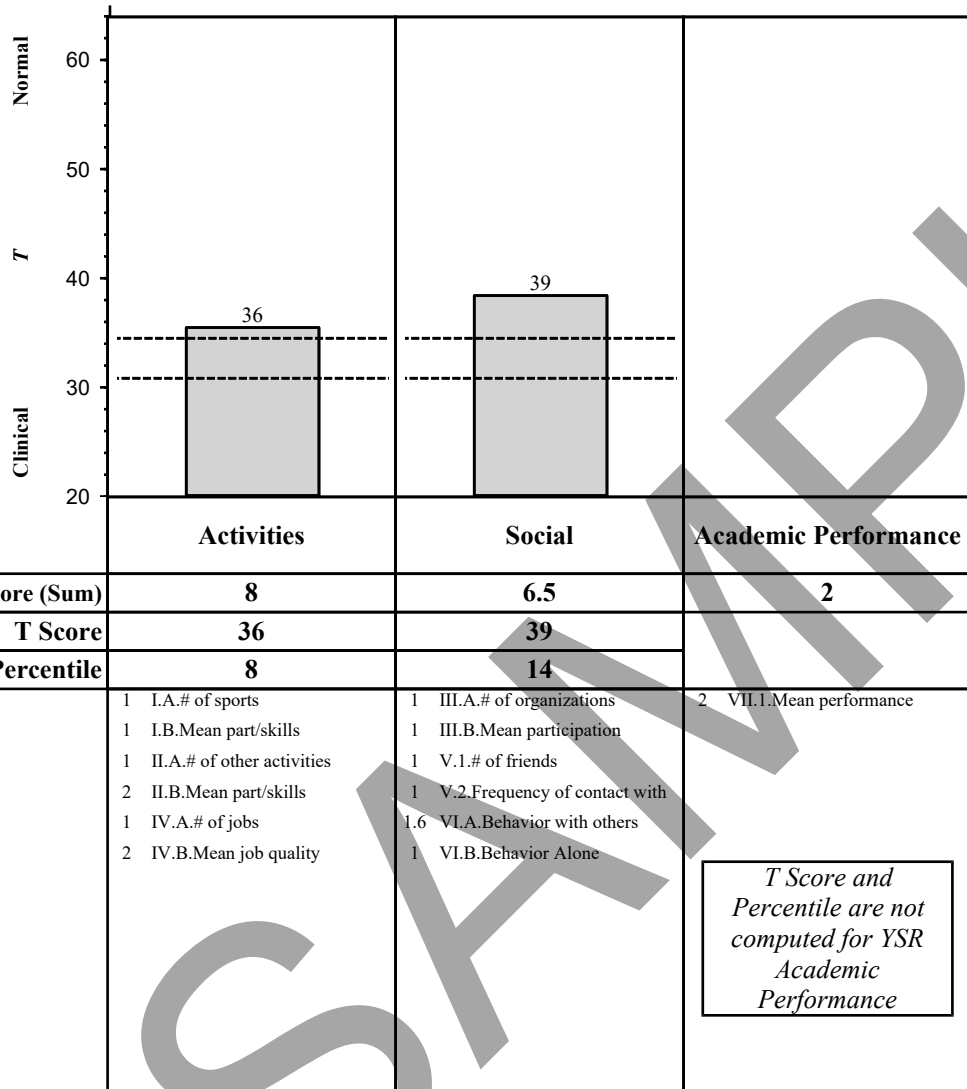 Normal
T
Clinical
60
50
40
30
20
36
39
Activities
Social
Academic Performance
ore (Sum) 8 6.5 2
T Score 36 39
Percentile 8 14
1 I.A.# of sports
1 I.B.Mean part/skills
1 II.A.# of other activities
2 II.B.Mean part/skills
1 IV.A.# of jobs
2 IV.B.Mean job quality
1 III.A.# of organizations
1 III.B.Mean participation
1 V.1.# of friends
1 V.2.Frequency of contact with
1.6 VI.A.Behavior with others
1 VI.B.Behavior Alone
2 VII.1.Mean performance
T Score and
Percentile are not
computed for YSR
Academic
Performance
SAMP